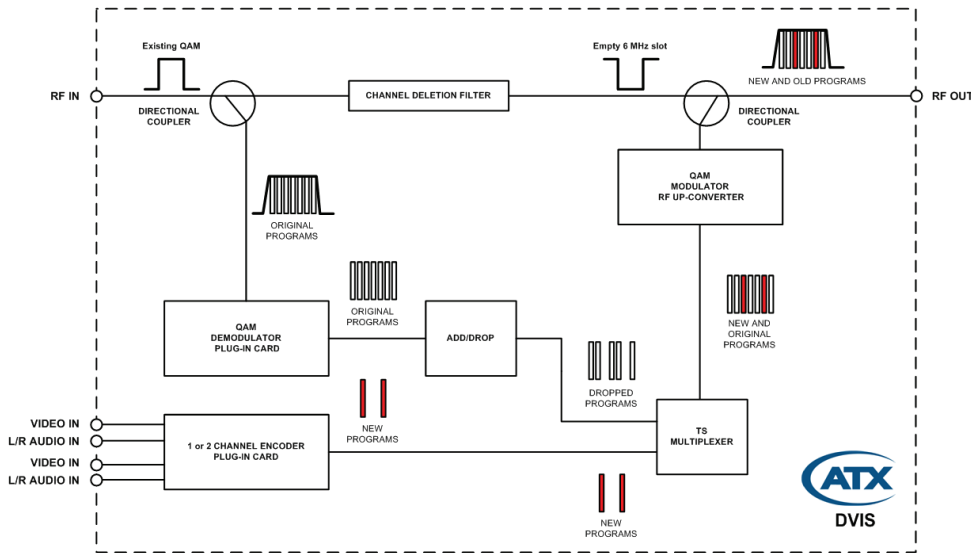 Existing QAM
Empty 6 MHz slot
NEW AND OLD PROGRAMS
RF IN
DIRECTIONAL
COUPLER
CHANNEL DELETION FILTER
DIRECTIONAL
COUPLER
RF OUT
QAM
MODULATOR
RF UP-CONVERTER
ORIGINAL
PROGRAMS
ORIGINAL
PROGRAMS
NEW AND
ORIGINAL
PROGRAMS
QAM
DEMODULATOR
PLUG-IN CARD
ADD/DROP
DROPPED
PROGRAMS
NEW
PROGRAMS
VIDEO IN
L/R AUDIO IN
VIDEO IN
L/R AUDIO IN
1 or 2 CHANNEL ENCODER
PLUG-IN CARD
TS
MULTIPLEXER
NEW
PROGRAMS
ATX
DVIS